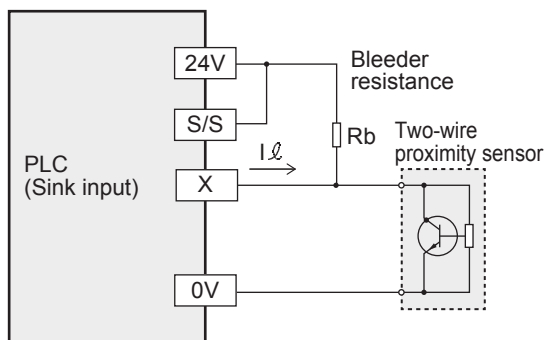 24V
Bleeder
resistance
S/S
Rb
Two-wire
proximity sensor
Iℓ
PLC
(Sink input)
X
0V